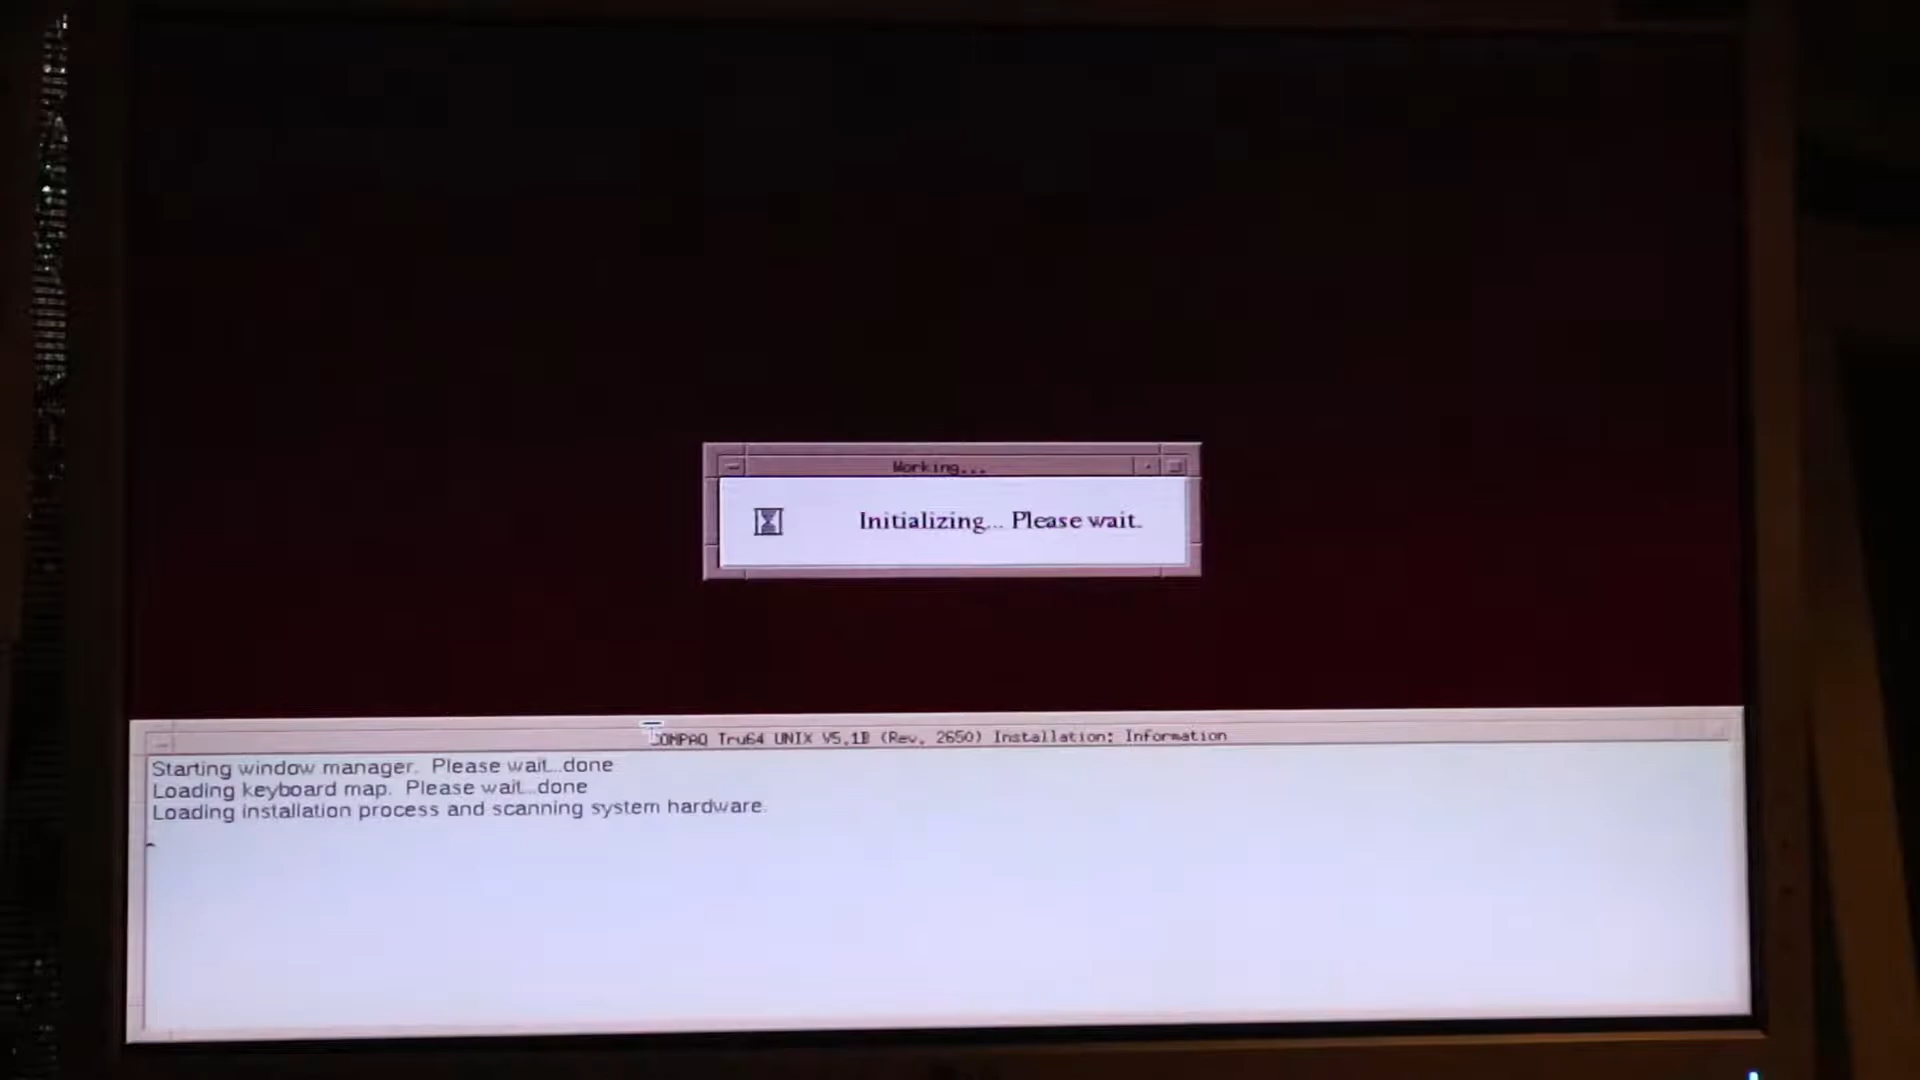 Working...
Initializing... Please wait.
COMPAQ Tru64 UNIX V5.1B (Rev. 2650) Installation: Information
Starting window manager.  Please wait...done
Loading keyboard map.  Please wait...done
Loading installation process and scanning system hardware.